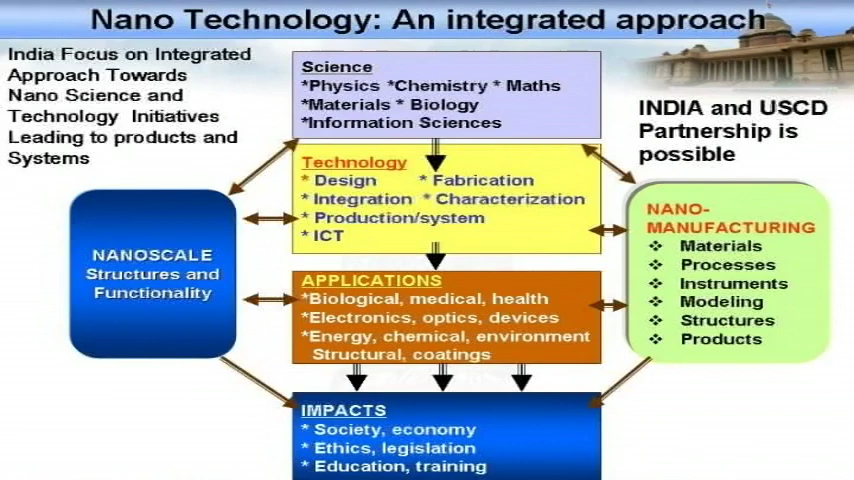 Nano Technology: An integrated approach
India Focus on Integrated
Approach Towards
Nano Science and
Technology Initiatives
Leading to products and
Systems
Science
*Physics *Chemistry * Maths
*Materials * Biology
*Information Sciences
INDIA and USCD
Partnership is
possible
Technology
* Design * Fabrication
* Integration * Characterization
* Production/system
* ICT
NANOSCALE
Structures and
Functionality
NANO-
MANUFACTURING
❖ Materials
❖ Processes
❖ Instruments
❖ Modeling
❖ Structures
❖ Products
APPLICATIONS
*Biological, medical, health
*Electronics, optics, devices
*Energy, chemical, environment
Structural, coatings
IMPACTS
* Society, economy
* Ethics, legislation
* Education, training